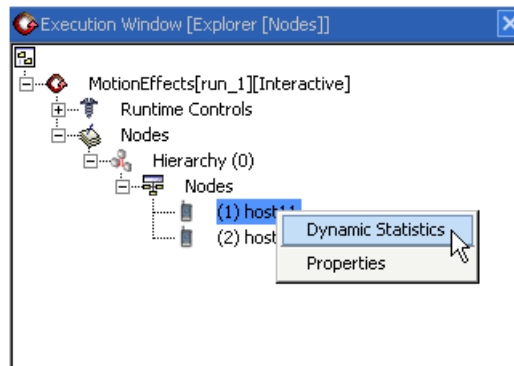 Execution Window [Explorer [Nodes]]
MotionEffects[run_1][Interactive]
Runtime Controls
Nodes
Hierarchy (0)
Nodes
(1) host11
Dynamic Statistics
(2) host
Properties